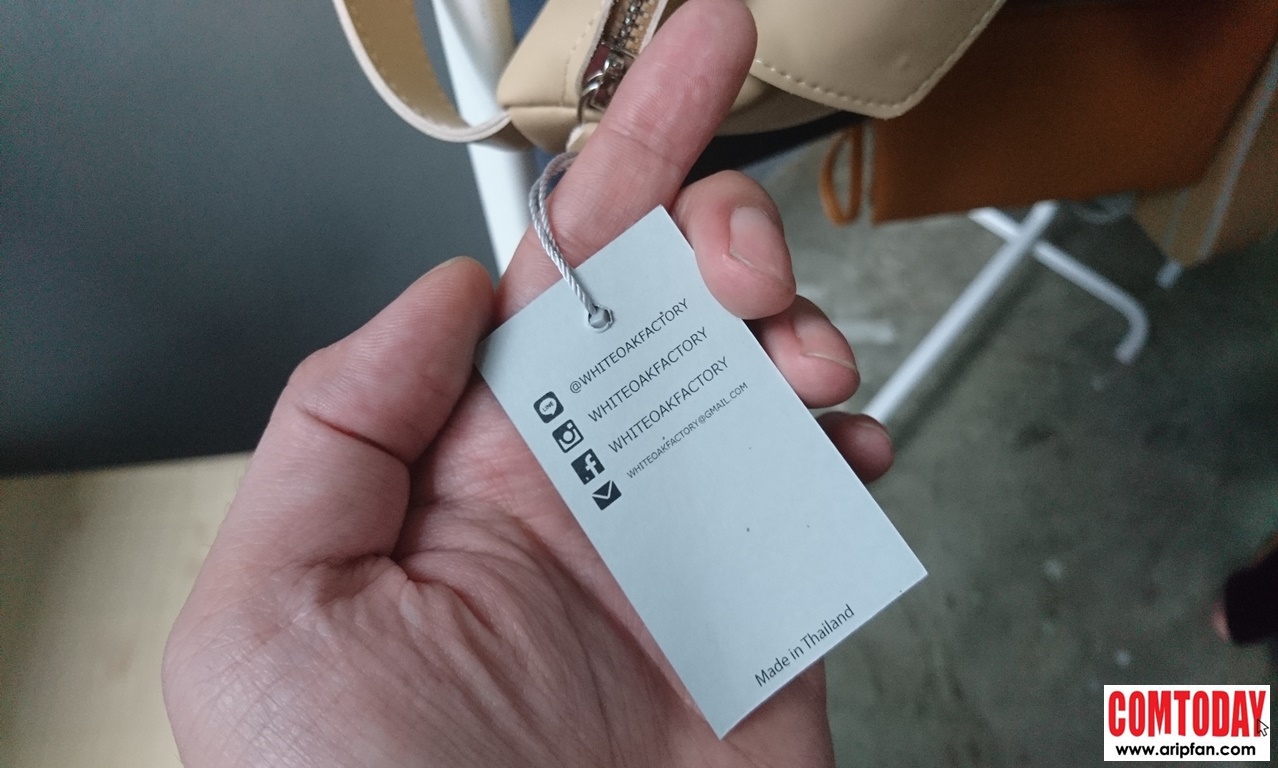 @WHITEOAKFACTORY
WHITEOAKFACTORY
WHITEOAKFACTORY
WHITEOAKFACTORY@GMAIL.COM
Made in Thailand
COMTODAY
www.aripfan.com